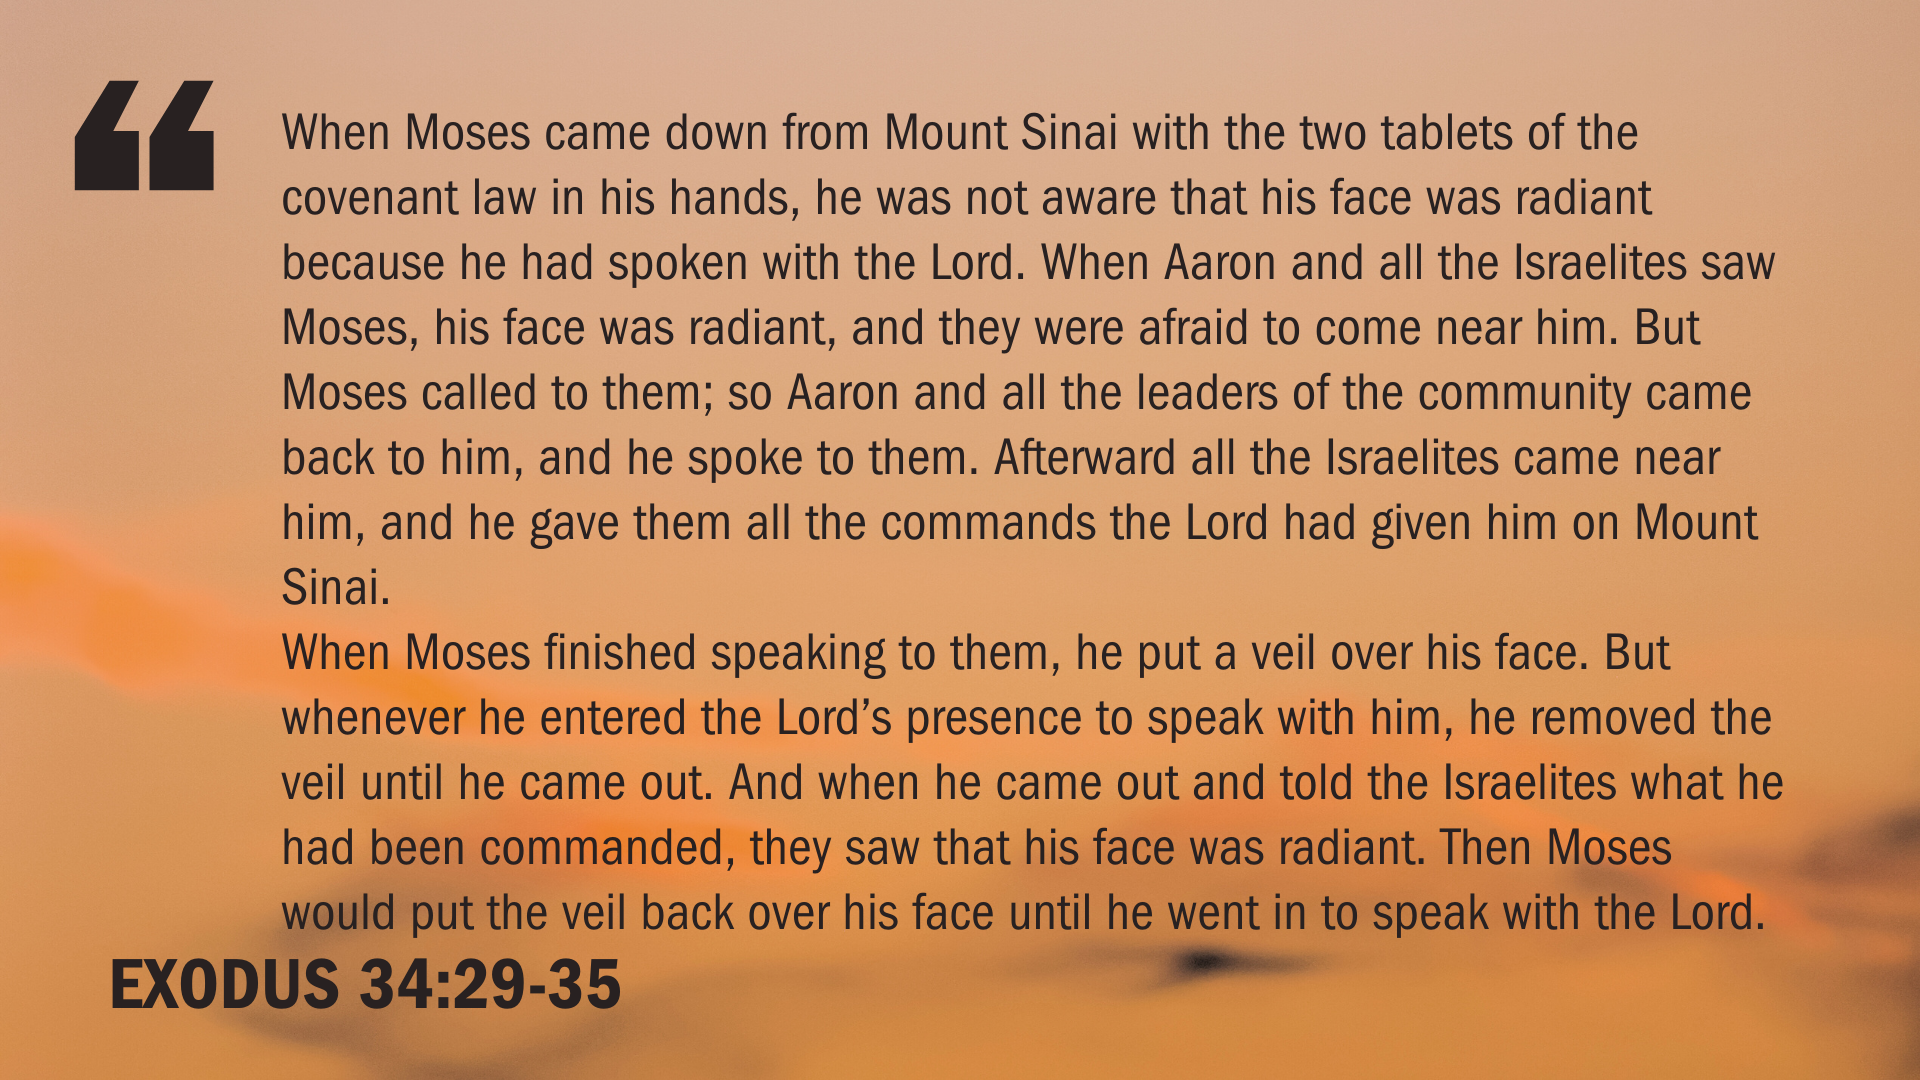 “
When Moses came down from Mount Sinai with the two tablets of the
covenant law in his hands, he was not aware that his face was radiant
because he had spoken with the Lord. When Aaron and all the Israelites saw
Moses, his face was radiant, and they were afraid to come near him. But
Moses called to them; so Aaron and all the leaders of the community came
back to him, and he spoke to them. Afterward all the Israelites came near
him, and he gave them all the commands the Lord had given him on Mount
Sinai.
When Moses finished speaking to them, he put a veil over his face. But
whenever he entered the Lord’s presence to speak with him, he removed the
veil until he came out. And when he came out and told the Israelites what he
had been commanded, they saw that his face was radiant. Then Moses
would put the veil back over his face until he went in to speak with the Lord.
EXODUS 34:29-35